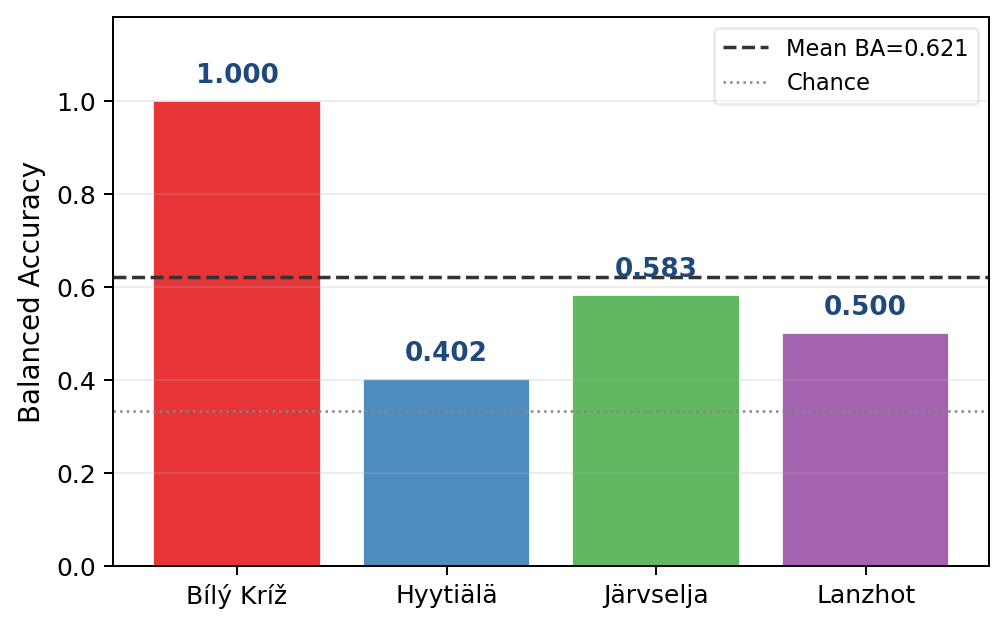 Mean BA=0.621
Chance
1.000
0.402
0.583
0.500
Balanced Accuracy
1.0
0.8
0.6
0.4
0.2
0.0
Bílý Kríž
Hyytiälä
Järvselja
Lanzhot